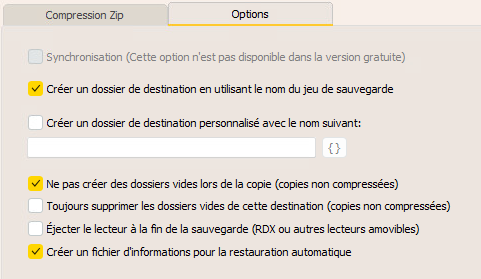 Compression Zip
Options
Synchronisation (Cette option n'est pas disponible dans la version gratuite)
Créer un dossier de destination en utilisant le nom du jeu de sauvegarde
Créer un dossier de destination personnalisé avec le nom suivant:
{}
Ne pas créer des dossiers vides lors de la copie (copies non compressées)
Toujours supprimer les dossiers vides de cette destination (copies non compressées)
Éjecter le lecteur à la fin de la sauvegarde (RDX ou autres lecteurs amovibles)
Créer un fichier d'informations pour la restauration automatique